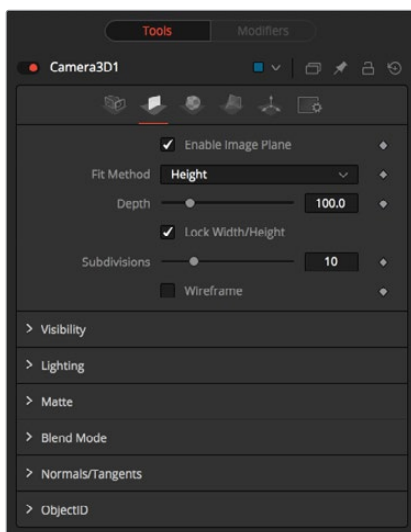 Tools Modifiers
Camera3D1
Enable Image Plane
Fit Method Height
Depth 100.0
Lock Width/Height
Subdivisions 10
Wireframe
Visibility
Lighting
Matte
Blend Mode
Normals/Tangents
ObjectID